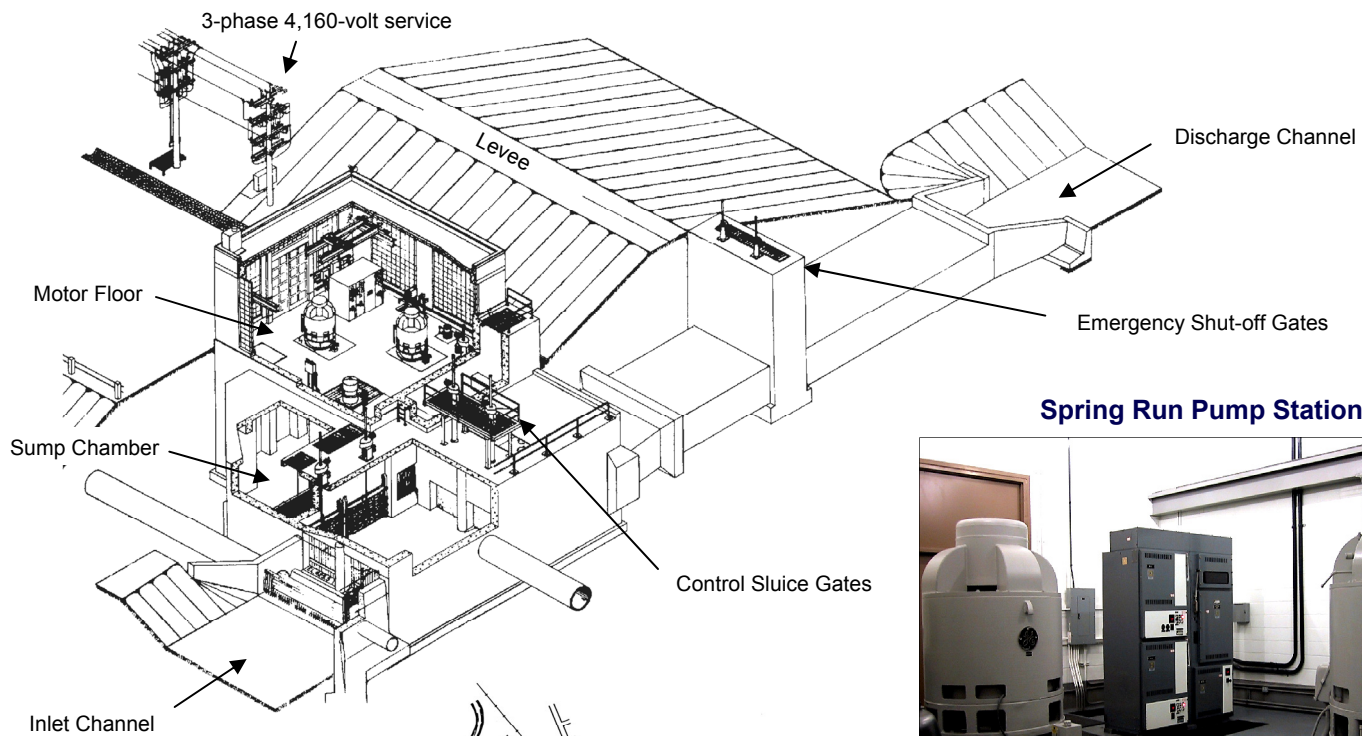 3-phase 4,160-volt service
Levee
Discharge Channel
Motor Floor
Emergency Shut-off Gates
Spring Run Pump Station
Sump Chamber
Control Sluice Gates
Inlet Channel